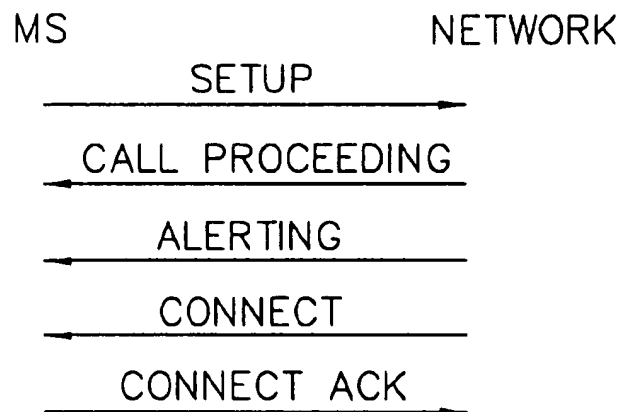 MS NETWORK
SETUP
CALL PROCEEDING
ALERTING
CONNECT
CONNECT ACK